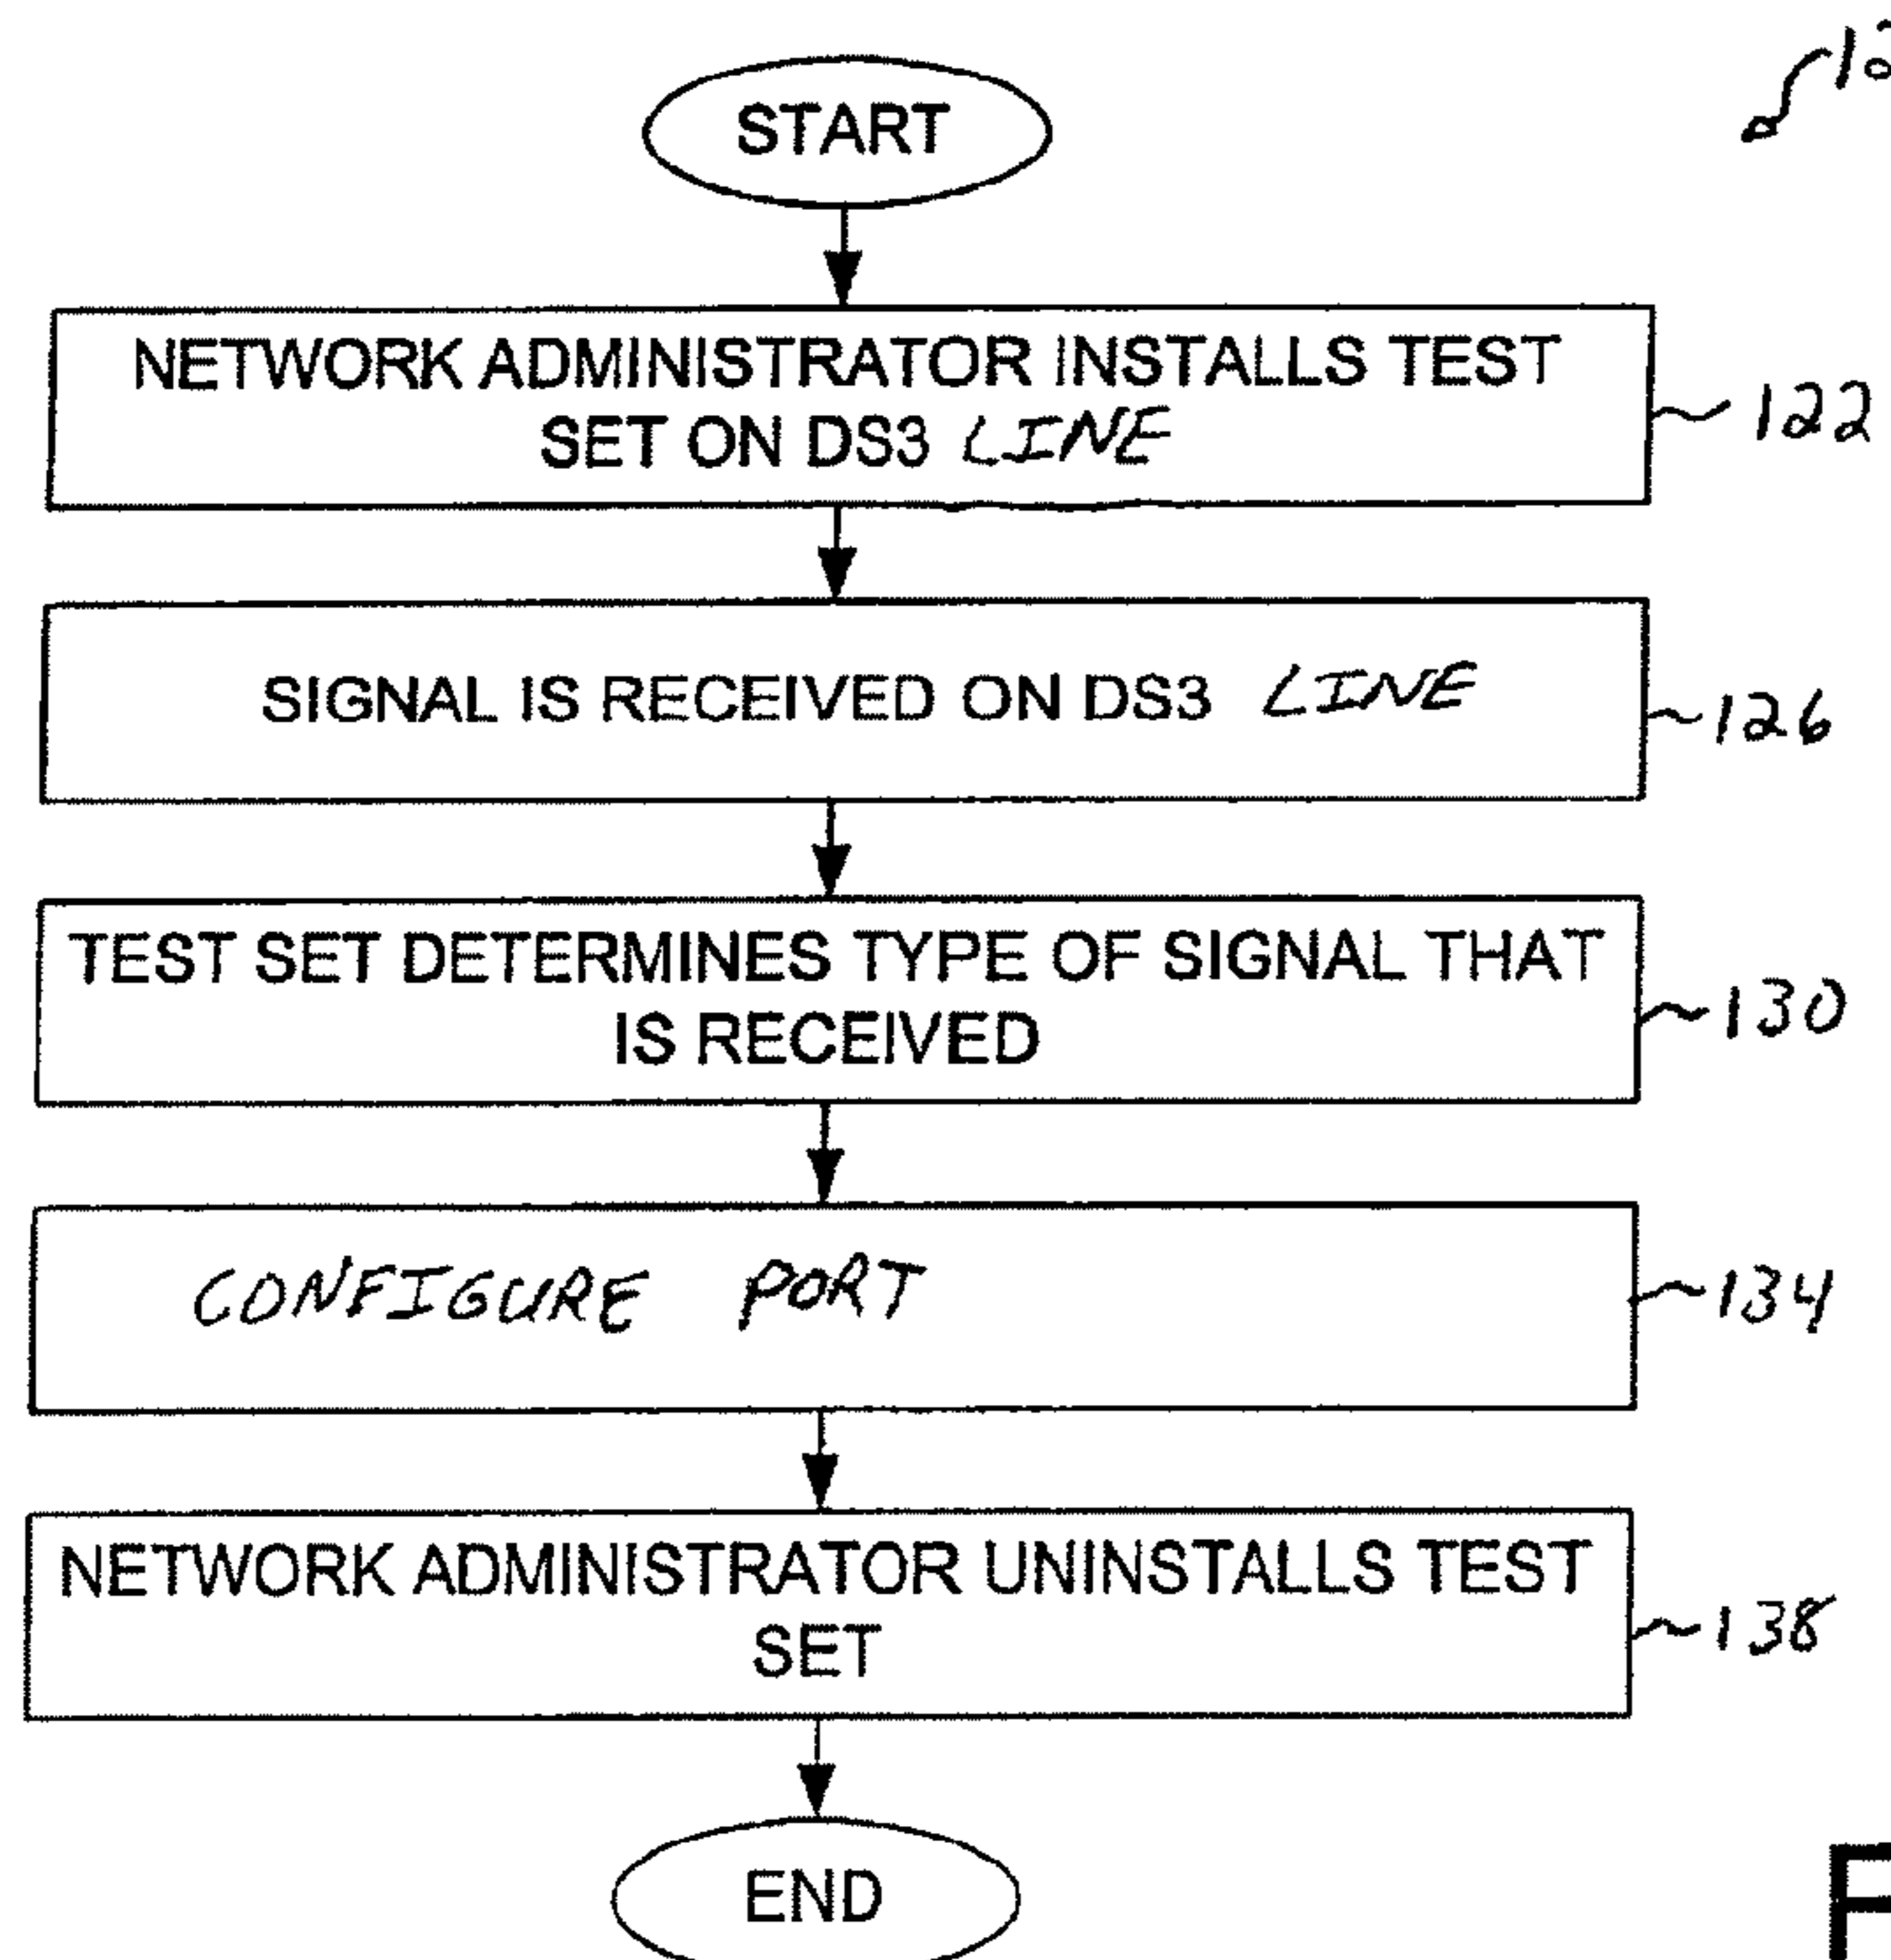 START
NETWORK ADMINISTRATOR INSTALLS TEST
SET ON DS3 LINE
122
SIGNAL IS RECEIVED ON DS3 LINE
126
TEST SET DETERMINES TYPE OF SIGNAL THAT
IS RECEIVED
130
CONFIGURE PORT
134
NETWORK ADMINISTRATOR UNINSTALLS TEST
SET
138
END